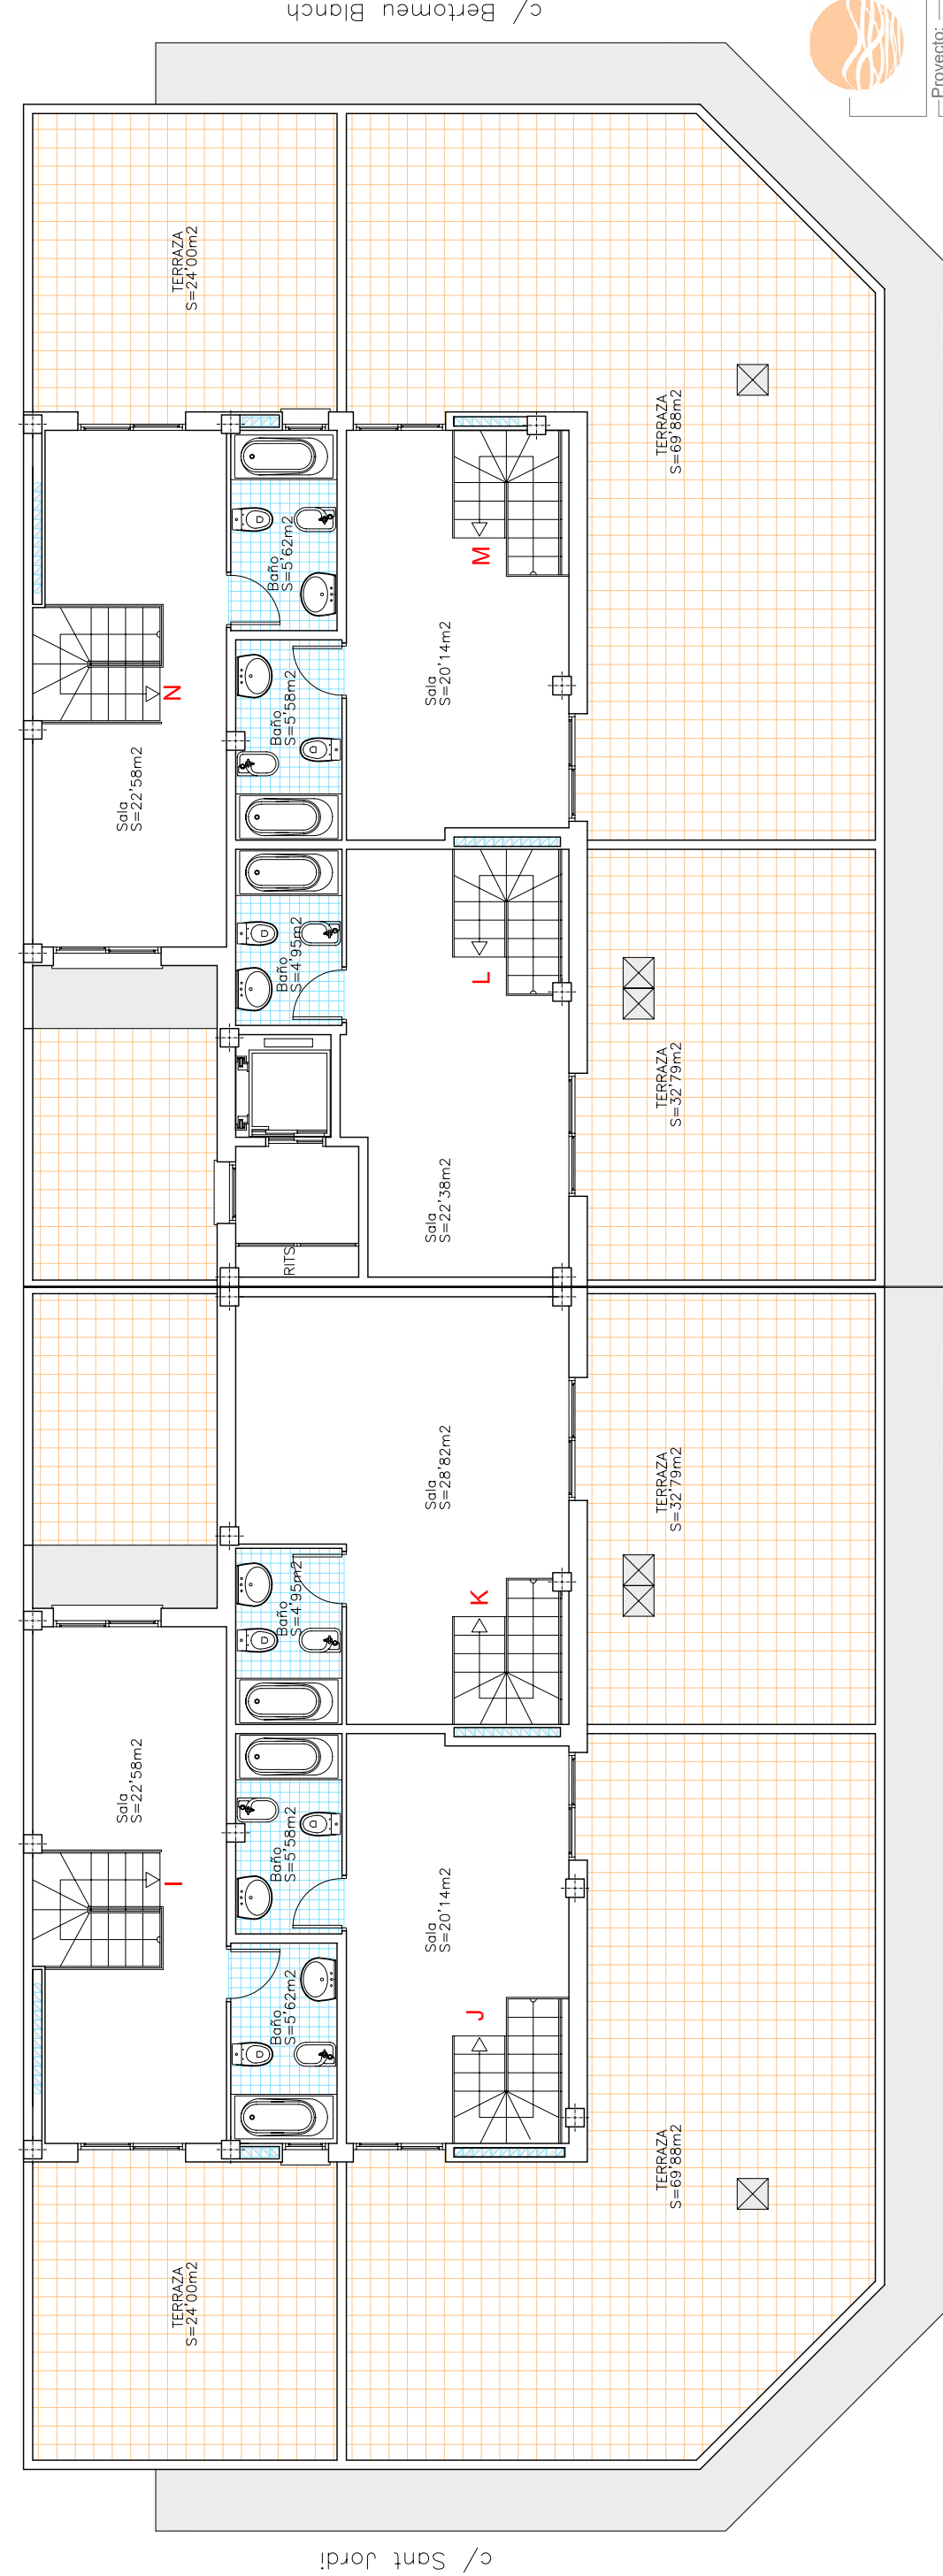 c/ Bertomeu Blanch
Proyecto:
TERRAZA
S=24'00m2
TERRAZA
S=69'88m2
Baño
S=5'62m2
M
Sala
S=20'14m2
N
Baño
S=5'58m2
Sala
S=22'58m2
Baño
S=4'95m2
L
TERRAZA
S=32'79m2
Sala
S=22'38m2
RITS
Sala
S=28'82m2
TERRAZA
S=32'79m2
Baño
S=4'95m2
K
Sala
S=22'58m2
Baño
S=5'58m2
I
Sala
S=20'14m2
Baño
S=5'62m2
J
TERRAZA
S=69'88m2
TERRAZA
S=24'00m2
c/ Sant Jordi